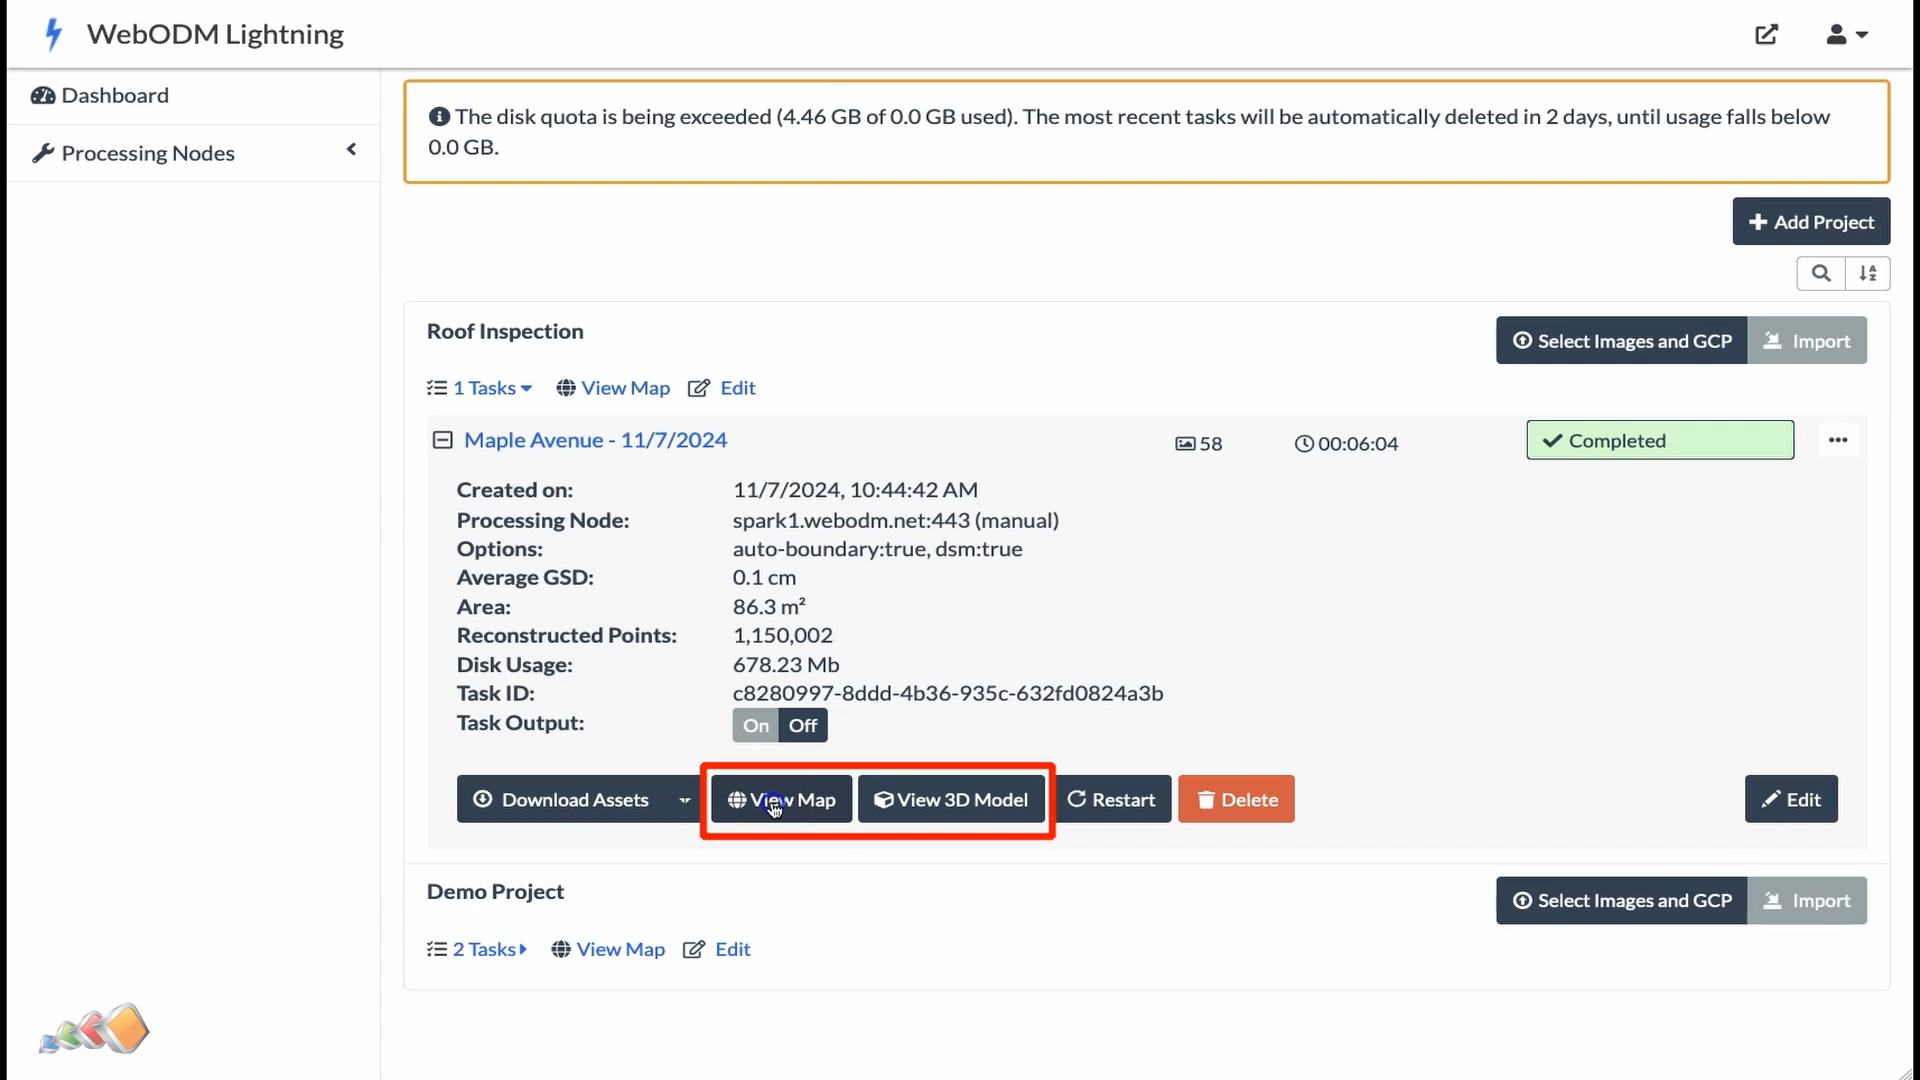 WebODM Lightning
Dashboard
Processing Nodes
The disk quota is being exceeded (4.46 GB of 0.0 GB used). The most recent tasks will be automatically deleted in 2 days, until usage falls below
0.0 GB.
Add Project
Roof Inspection
Select Images and GCP Import
1 Tasks View Map Edit
Maple Avenue - 11/7/2024 58 00:06:04 Completed
Created on: 11/7/2024, 10:44:42 AM
Processing Node: spark1.webodm.net:443 (manual)
Options: auto-boundary:true, dsm:true
Average GSD: 0.1 cm
Area: 86.3 m²
Reconstructed Points: 1,150,002
Disk Usage: 678.23 Mb
Task ID: c8280997-8ddd-4b36-935c-632fd0824a3b
Task Output: On Off
Download Assets View Map View 3D Model Restart Delete Edit
Demo Project
Select Images and GCP Import
2 Tasks View Map Edit